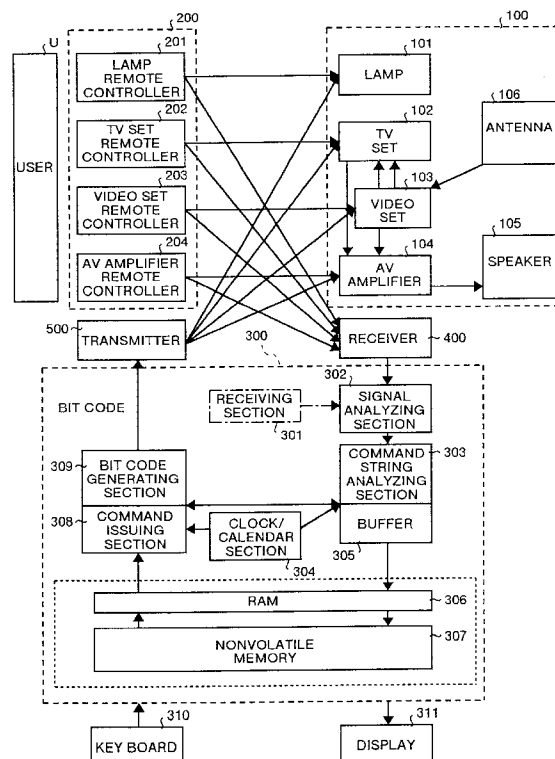 200
100
U
201
LAMP
REMOTE
CONTROLLER
101
LAMP
202
TV SET
REMOTE
CONTROLLER
102
TV
SET
106
ANTENNA
USER
203
VIDEO SET
REMOTE
CONTROLLER
103
VIDEO
SET
204
AV AMPLIFIER
REMOTE
CONTROLLER
104
AV
AMPLIFIER
105
SPEAKER
500
TRANSMITTER
300
RECEIVER
400
BIT CODE
RECEIVING
SECTION
301
302
SIGNAL
ANALYZING
SECTION
309
BIT CODE
GENERATING
SECTION
303
COMMAND
STRING
ANALYZING
SECTION
308
COMMAND
ISSUING
SECTION
CLOCK/
CALENDAR
SECTION
304
BUFFER
305
RAM
306
NONVOLATILE
MEMORY
307
310
KEY BOARD
311
DISPLAY